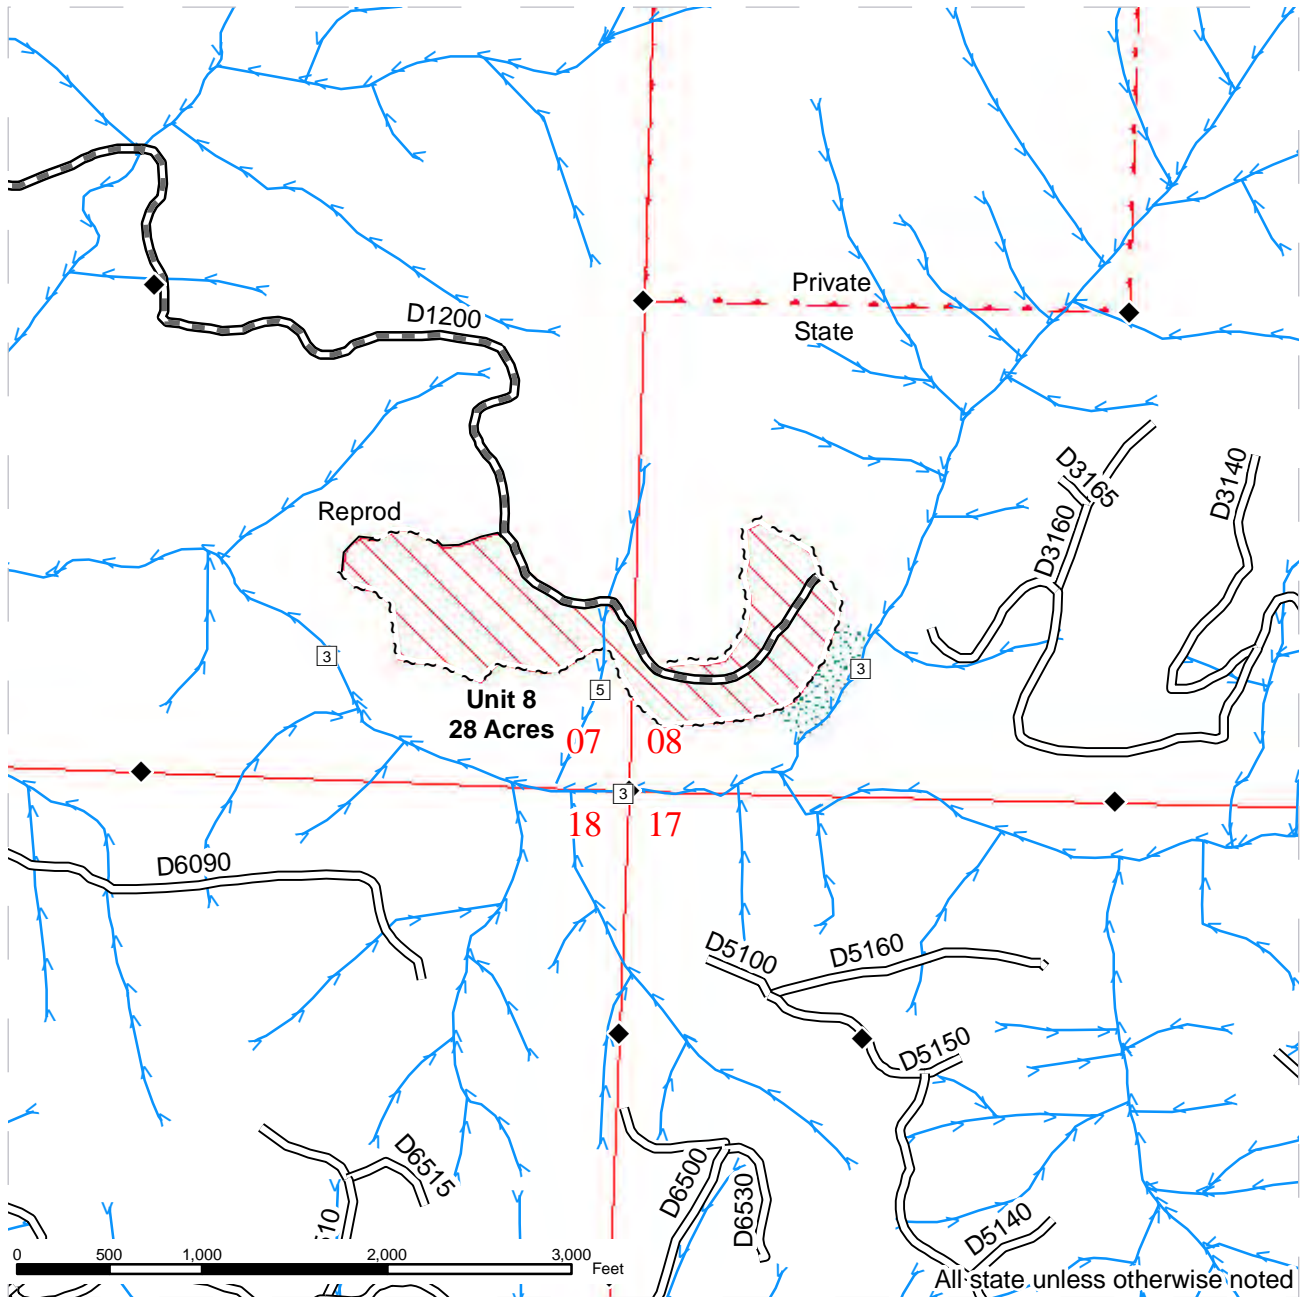 Private
D1200
State
D3165
D3140
Reprod
D3160
3
3
5
Unit 8
28 Acres
07
08
3
18
17
D6090
D5100
D5160
D5150
D6515
D6500
D6530
D5140
510
0
500
1,000
2,000
3,000
Feet
All state unless otherwise noted